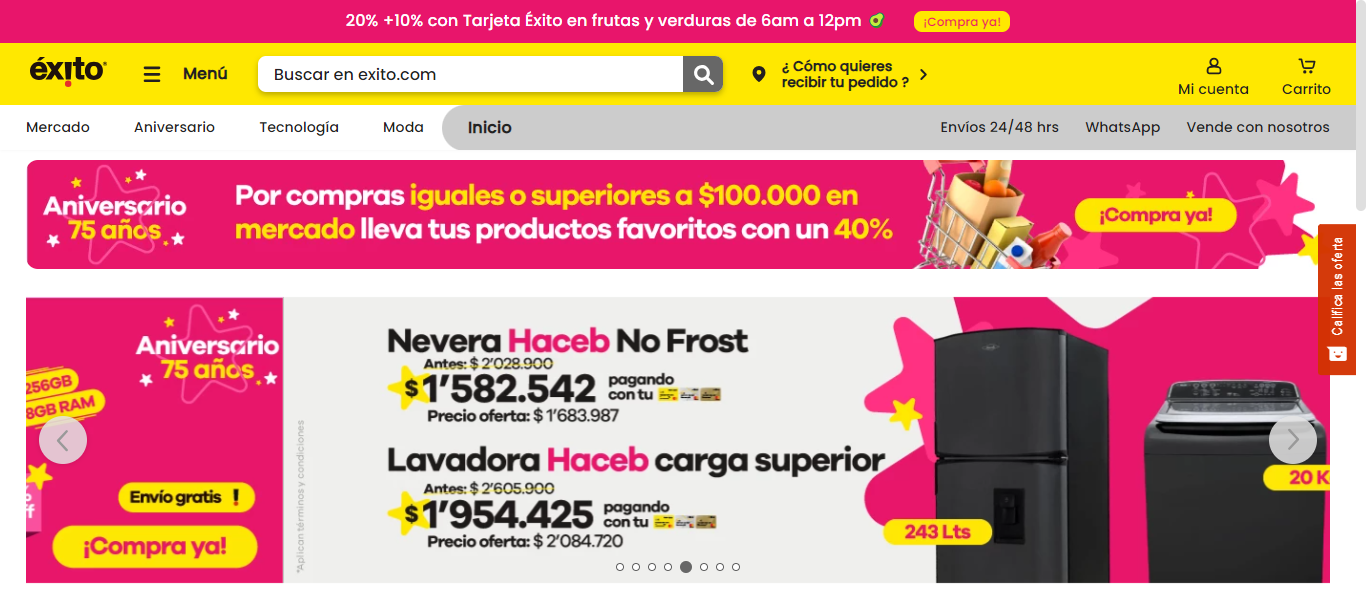 20% +10% con Tarjeta Éxito en frutas y verduras de 6am a 12pm
¡Compra ya!
éxito
Menú
Buscar en exito.com
¿ Cómo quieres
recibir tu pedido ?
Mi cuenta
Carrito
Mercado
Aniversario
Tecnología
Moda
Inicio
Envíos 24/48 hrs
WhatsApp
Vende con nosotros
Aniversario
75 años
Por compras iguales o superiores a $100.000 en
mercado lleva tus productos favoritos con un 40%
¡Compra ya!
Califica las oferta
Aniversario
75 años
256GB
8GB RAM
Envío gratis !
¡Compra ya!
*Aplican términos y condiciones
Nevera Haceb No Frost
Antes: $ 2'028.900
$ 1'582.542 pagando
con tu
Precio oferta: $ 1'683.987
Lavadora Haceb carga superior
Antes: $ 2'605.900
$ 1'954.425 pagando
con tu
Precio oferta: $ 2'084.720
243 Lts
20 K